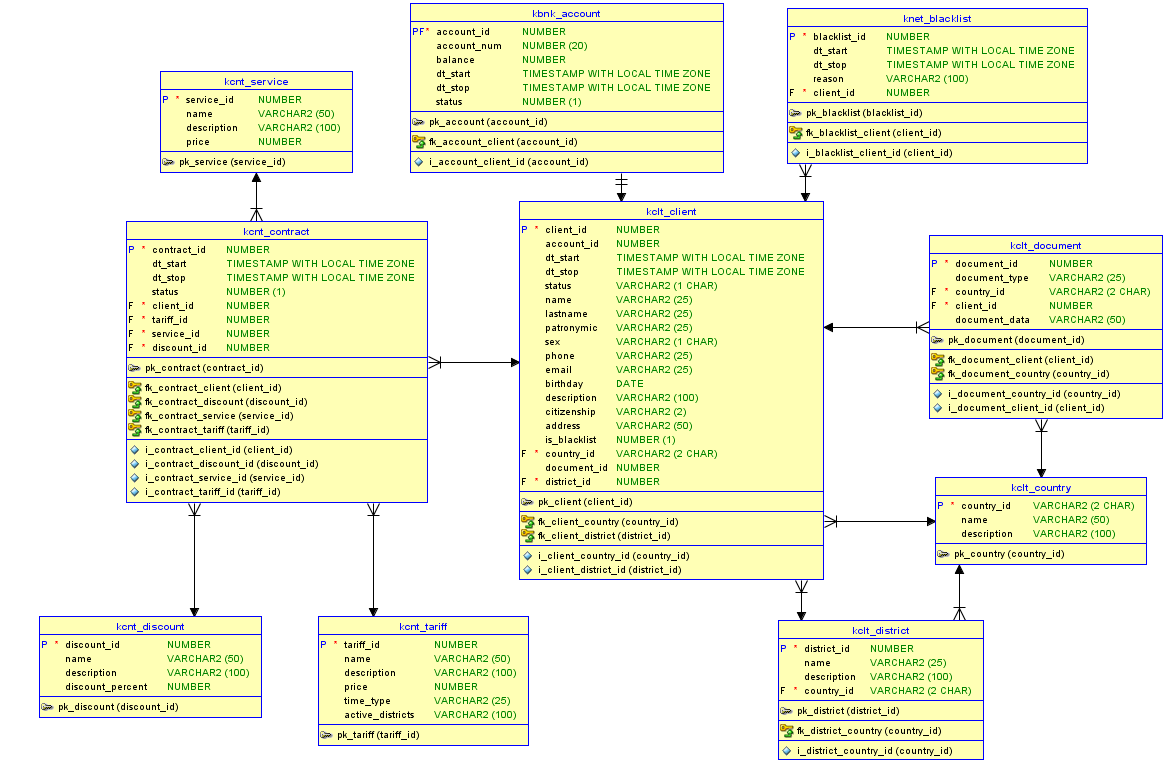 kbnk_account
PF* account_id NUMBER
account_num NUMBER (20)
balance NUMBER
dt_start TIMESTAMP WITH LOCAL TIME ZONE
dt_stop TIMESTAMP WITH LOCAL TIME ZONE
status NUMBER (1)
pk_account (account_id)
fk_account_client (account_id)
i_account_client_id (account_id)
knet_blacklist
P * blacklist_id NUMBER
dt_start TIMESTAMP WITH LOCAL TIME ZONE
dt_stop TIMESTAMP WITH LOCAL TIME ZONE
reason VARCHAR2 (100)
F * client_id NUMBER
pk_blacklist (blacklist_id)
fk_blacklist_client (client_id)
i_blacklist_client_id (client_id)
kcnt_service
P * service_id NUMBER
name VARCHAR2 (50)
description VARCHAR2 (100)
price NUMBER
pk_service (service_id)
kcnt_contract
P * contract_id NUMBER
dt_start TIMESTAMP WITH LOCAL TIME ZONE
dt_stop TIMESTAMP WITH LOCAL TIME ZONE
status NUMBER (1)
F * client_id NUMBER
F * tariff_id NUMBER
F * service_id NUMBER
F * discount_id NUMBER
pk_contract (contract_id)
fk_contract_client (client_id)
fk_contract_discount (discount_id)
fk_contract_service (service_id)
fk_contract_tariff (tariff_id)
i_contract_client_id (client_id)
i_contract_discount_id (discount_id)
i_contract_service_id (service_id)
i_contract_tariff_id (tariff_id)
kclt_client
P * client_id NUMBER
account_id NUMBER
dt_start TIMESTAMP WITH LOCAL TIME ZONE
dt_stop TIMESTAMP WITH LOCAL TIME ZONE
status VARCHAR2 (1 CHAR)
name VARCHAR2 (25)
lastname VARCHAR2 (25)
patronymic VARCHAR2 (25)
sex VARCHAR2 (1 CHAR)
phone VARCHAR2 (25)
email VARCHAR2 (25)
birthday DATE
description VARCHAR2 (100)
citizenship VARCHAR2 (2)
address VARCHAR2 (50)
is_blacklist NUMBER (1)
F * country_id VARCHAR2 (2 CHAR)
document_id NUMBER
F * district_id NUMBER
pk_client (client_id)
fk_client_country (country_id)
fk_client_district (district_id)
i_client_country_id (country_id)
i_client_district_id (district_id)
kclt_document
P * document_id NUMBER
document_type VARCHAR2 (25)
F * country_id VARCHAR2 (2 CHAR)
F * client_id NUMBER
document_data VARCHAR2 (50)
pk_document (document_id)
fk_document_client (client_id)
fk_document_country (country_id)
i_document_country_id (country_id)
i_document_client_id (client_id)
kclt_country
P * country_id VARCHAR2 (2 CHAR)
name VARCHAR2 (50)
description VARCHAR2 (100)
pk_country (country_id)
kcnt_discount
P * discount_id NUMBER
name VARCHAR2 (50)
description VARCHAR2 (100)
discount_percent NUMBER
pk_discount (discount_id)
kcnt_tariff
P * tariff_id NUMBER
name VARCHAR2 (50)
description VARCHAR2 (100)
price NUMBER
time_type VARCHAR2 (25)
active_districts VARCHAR2 (100)
pk_tariff (tariff_id)
kclt_district
P * district_id NUMBER
name VARCHAR2 (25)
description VARCHAR2 (100)
F * country_id VARCHAR2 (2 CHAR)
pk_district (district_id)
fk_district_country (country_id)
i_district_country_id (country_id)